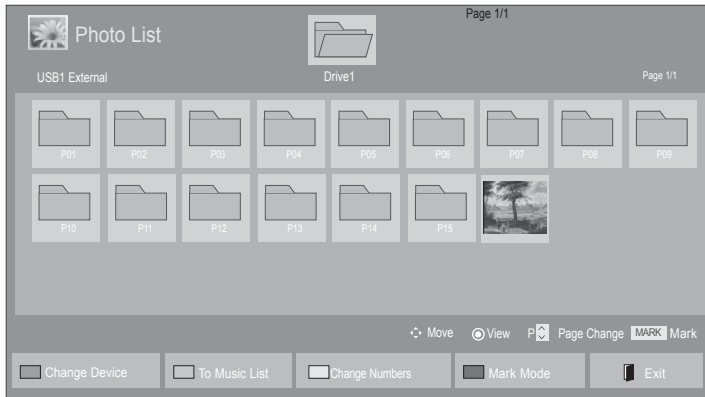 Page 1/1
Photo List
USB1 External
Drive1
Page 1/1
P01 P02 P03 P04 P05 P06 P07 P08 P09
P10 P11 P12 P13 P14 P15
Move View P Page Change MARK Mark
Change Device To Music List Change Numbers Mark Mode Exit